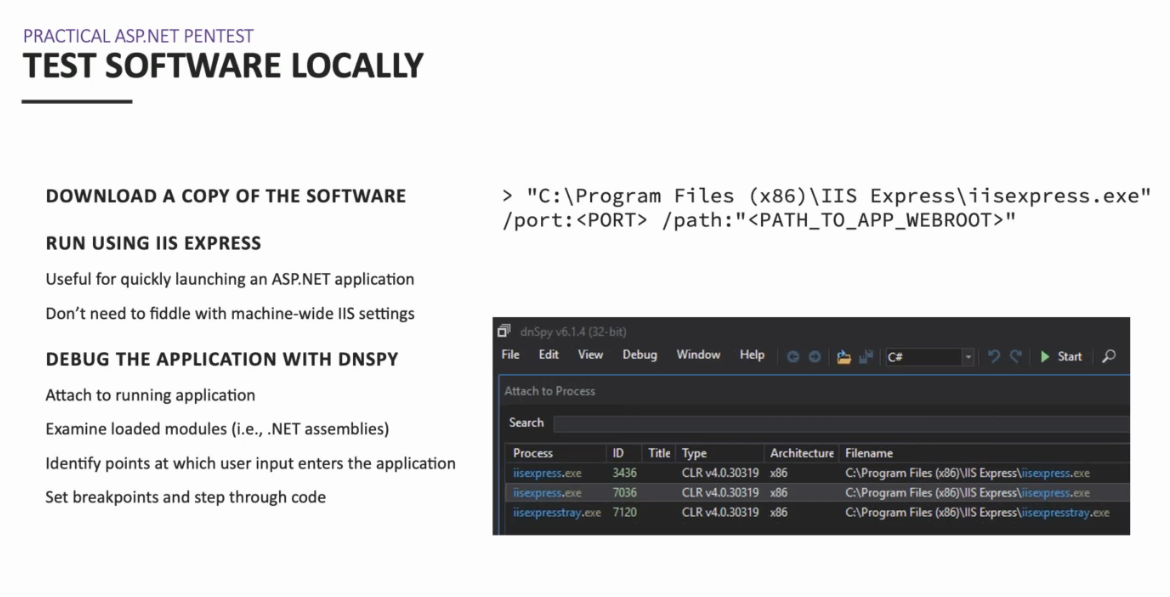 PRACTICAL ASP.NET PENTEST
TEST SOFTWARE LOCALLY
DOWNLOAD A COPY OF THE SOFTWARE
RUN USING IIS EXPRESS
Useful for quickly launching an ASP.NET application
Don’t need to fiddle with machine-wide IIS settings
DEBUG THE APPLICATION WITH DNSPY
Attach to running application
Examine loaded modules (i.e., .NET assemblies)
Identify points at which user input enters the application
Set breakpoints and step through code
> "C:\Program Files (x86)\IIS Express\iisexpress.exe"
/port:<PORT> /path:"<PATH_TO_APP_WEBROOT>"
dnSpy v6.1.4 (32-bit)
File Edit View Debug Window Help C# Start
Attach to Process
Search
Process ID Title Type Architecture Filename
iisexpress.exe 3436 CLR v4.0.30319 x86 C:\Program Files (x86)\IIS Express\iisexpress.exe
iisexpress.exe 7036 CLR v4.0.30319 x86 C:\Program Files (x86)\IIS Express\iisexpress.exe
iisexpresstray.exe 7120 CLR v4.0.30319 x86 C:\Program Files (x86)\IIS Express\iisexpresstray.exe